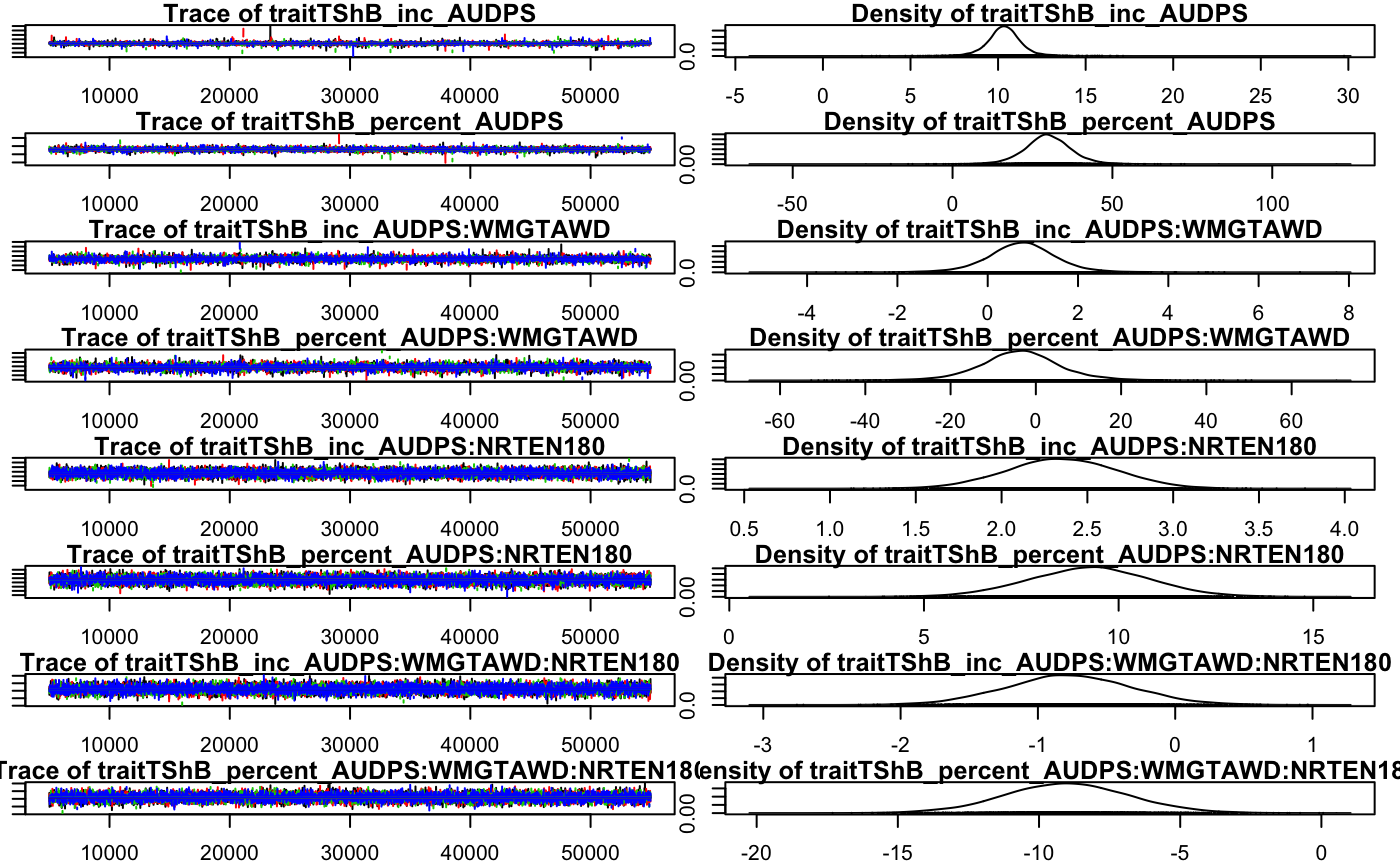 Trace of traitTShB_inc_AUDPS
Density of traitTShB_inc_AUDPS
0.0
10000 20000 30000 40000 50000
-5 0 5 10 15 20 25 30
Trace of traitTShB_percent_AUDPS
Density of traitTShB_percent_AUDPS
0.00
10000 20000 30000 40000 50000
-50 0 50 100
Trace of traitTShB_inc_AUDPS:WMGTAWD
Density of traitTShB_inc_AUDPS:WMGTAWD
0.0
10000 20000 30000 40000 50000
-4 -2 0 2 4 6 8
Trace of traitTShB_percent_AUDPS:WMGTAWD
Density of traitTShB_percent_AUDPS:WMGTAWD
0.00
10000 20000 30000 40000 50000
-60 -40 -20 0 20 40 60
Trace of traitTShB_inc_AUDPS:NRTEN180
Density of traitTShB_inc_AUDPS:NRTEN180
0.0
10000 20000 30000 40000 50000
0.5 1.0 1.5 2.0 2.5 3.0 3.5 4.0
Trace of traitTShB_percent_AUDPS:NRTEN180
Density of traitTShB_percent_AUDPS:NRTEN180
0.00
10000 20000 30000 40000 50000
0 5 10 15
Trace of traitTShB_inc_AUDPS:WMGTAWD:NRTEN180
Density of traitTShB_inc_AUDPS:WMGTAWD:NRTEN180
0.0
10000 20000 30000 40000 50000
-3 -2 -1 0 1
Trace of traitTShB_percent_AUDPS:WMGTAWD:NRTEN180
ensity of traitTShB_percent_AUDPS:WMGTAWD:NRTEN18
0.00
10000 20000 30000 40000 50000
-20 -15 -10 -5 0